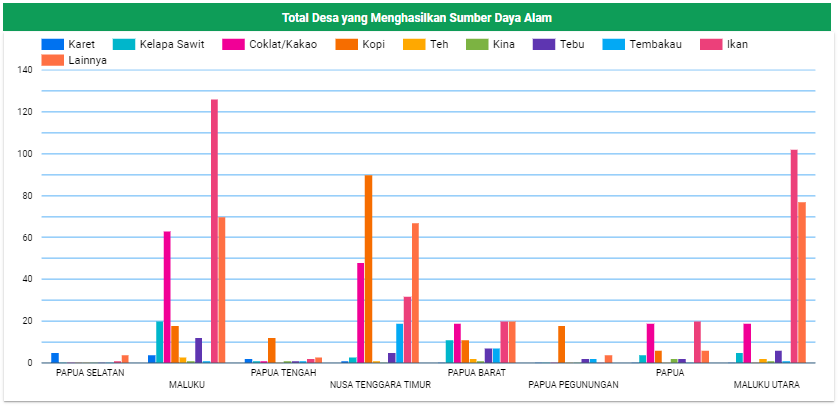 Total Desa yang Menghasilkan Sumber Daya Alam
Karet Kelapa Sawit Coklat/Kakao Kopi Teh Kina Tebu Tembakau Ikan
Lainnya
140
120
100
80
60
40
20
0
PAPUA SELATAN PAPUA TENGAH PAPUA BARAT PAPUA
MALUKU NUSA TENGGARA TIMUR PAPUA PEGUNUNGAN MALUKU UTARA